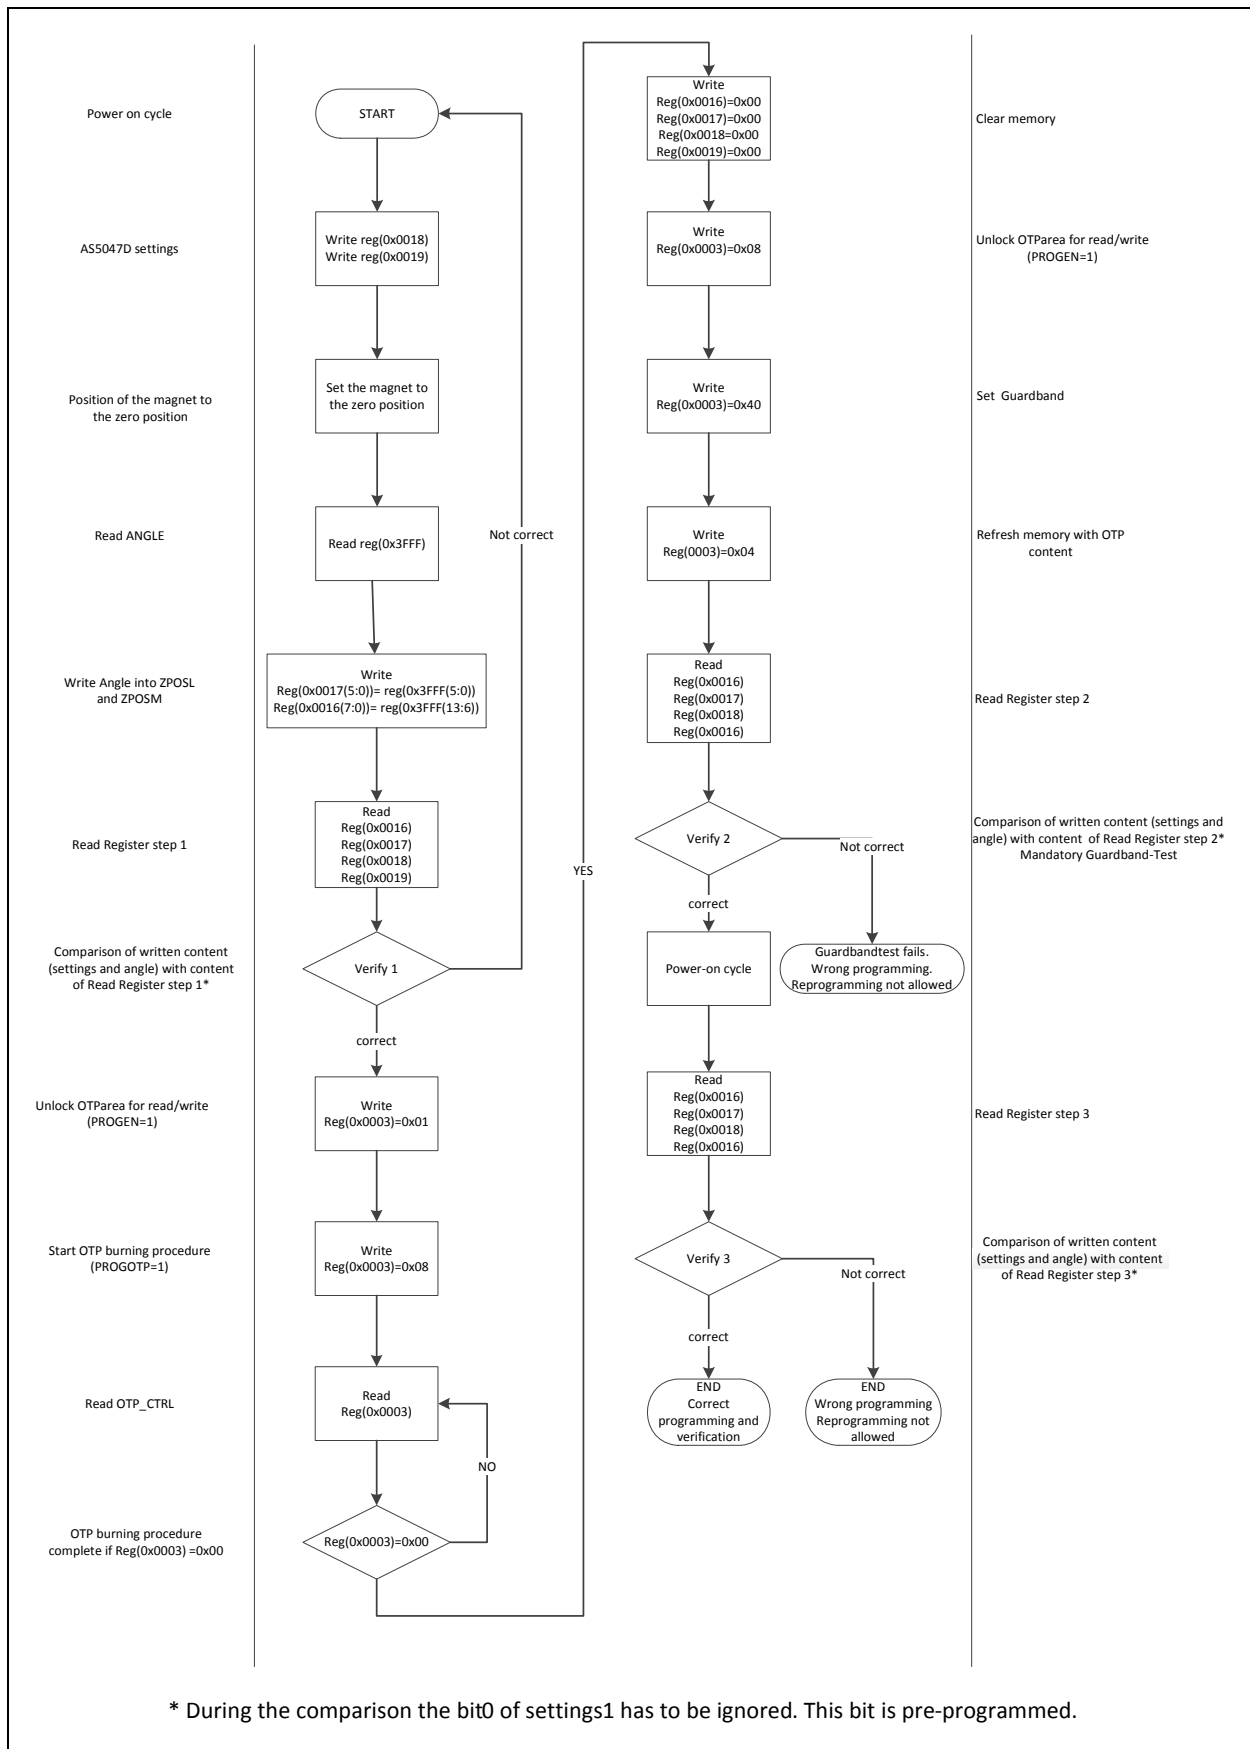 Power on cycle
START
AS5047D settings
Write reg(0x0018)
Write reg(0x0019)
Position of the magnet to
the zero position
Set the magnet to
the zero position
Read ANGLE
Read reg(0x3FFF)
Not correct
Write Angle into ZPOSL
and ZPOSM
Write
Reg(0x0017(5:0))= reg(0x3FFF(5:0))
Reg(0x0016(7:0))= reg(0x3FFF(13:6))
Read Register step 1
Read
Reg(0x0016)
Reg(0x0017)
Reg(0x0018)
Reg(0x0019)
Comparison of written content
(settings and angle) with content
of Read Register step 1*
Verify 1
correct
Unlock OTParea for read/write
(PROGEN=1)
Write
Reg(0x0003)=0x01
Start OTP burning procedure
(PROGOTP=1)
Write
Reg(0x0003)=0x08
Read OTP_CTRL
Read
Reg(0x0003)
NO
OTP burning procedure
complete if Reg(0x0003) =0x00
Reg(0x0003)=0x00
YES
Write
Reg(0x0016)=0x00
Reg(0x0017)=0x00
Reg(0x0018=0x00
Reg(0x0019)=0x00
Clear memory
Write
Reg(0x0003)=0x08
Unlock OTParea for read/write
(PROGEN=1)
Write
Reg(0x0003)=0x40
Set Guardband
Write
Reg(0003)=0x04
Refresh memory with OTP
content
Read
Reg(0x0016)
Reg(0x0017)
Reg(0x0018)
Reg(0x0016)
Read Register step 2
Verify 2
Not correct
Comparison of written content (settings and
angle) with content of Read Register step 2*
Mandatory Guardband-Test
correct
Power-on cycle
Guardbandtest fails.
Wrong programming.
Reprogramming not allowed
Read
Reg(0x0016)
Reg(0x0017)
Reg(0x0018)
Reg(0x0016)
Read Register step 3
Verify 3
Not correct
Comparison of written content
(settings and angle) with content
of Read Register step 3*
correct
END
Correct
programming and
verification
END
Wrong programming
Reprogramming not
allowed
* During the comparison the bit0 of settings1 has to be ignored. This bit is pre-programmed.